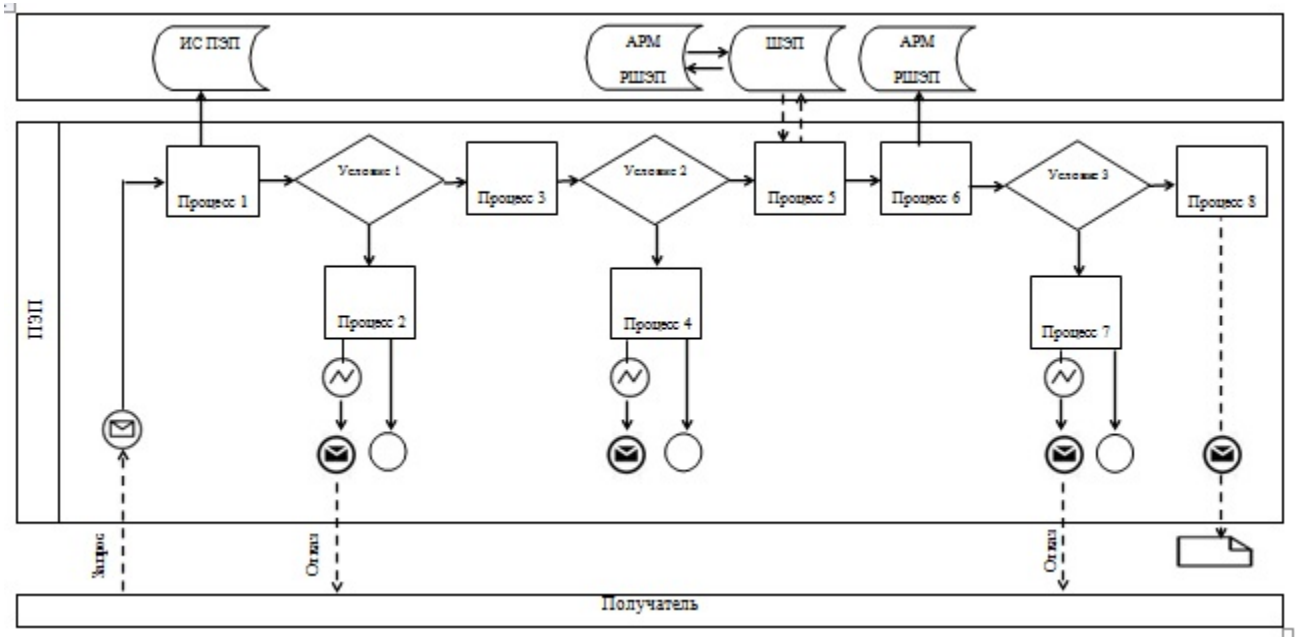 ИС ПЭП
АРМ
РШЭП
ШЭП
АРМ
РШЭП
ПЭП
Процесс 1
Условие 1
Процесс 3
Условие 2
Процесс 5
Процесс 6
Условие 3
Процесс 8
Процесс 2
Процесс 4
Процесс 7
Запрос
Отказ
Отказ
Получатель